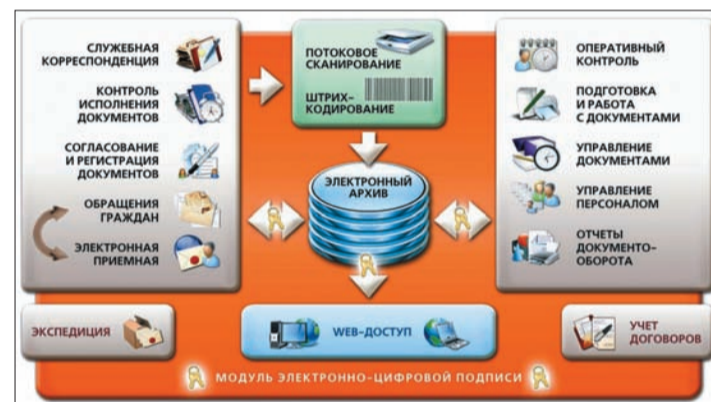 СЛУЖЕБНАЯ
КОРРЕСПОНДЕНЦИЯ
КОНТРОЛЬ
ИСПОЛНЕНИЯ
ДОКУМЕНТОВ
СОГЛАСОВАНИЕ
И РЕГИСТРАЦИЯ
ДОКУМЕНТОВ
ОБРАЩЕНИЯ
ГРАЖДАН
ЭЛЕКТРОННАЯ
ПРИЕМНАЯ
ПОТОКОВОЕ
СКАНИРОВАНИЕ
ШТРИХ-
КОДИРОВАНИЕ
ЭЛЕКТРОННЫЙ
АРХИВ
ОПЕРАТИВНЫЙ
КОНТРОЛЬ
ПОДГОТОВКА
И РАБОТА
С ДОКУМЕНТАМИ
УПРАВЛЕНИЕ
ДОКУМЕНТАМИ
УПРАВЛЕНИЕ
ПЕРСОНАЛОМ
ОТЧЕТЫ
ДОКУМЕНТО-
ОБОРОТА
ЭКСПЕДИЦИЯ
WEB-ДОСТУП
УЧЕТ
ДОГОВОРОВ
МОДУЛЬ ЭЛЕКТРОННО-ЦИФРОВОЙ ПОДПИСИ